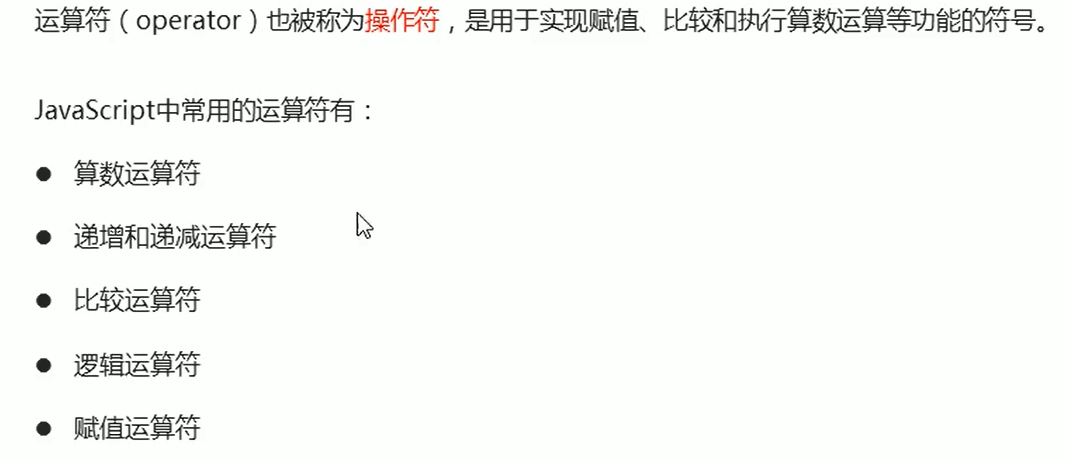 运算符（operator）也被称为操作符，是用于实现赋值、比较和执行算数运算等功能的符号。
JavaScript中常用的运算符有：
● 算数运算符
● 递增和递减运算符
● 比较运算符
● 逻辑运算符
● 赋值运算符